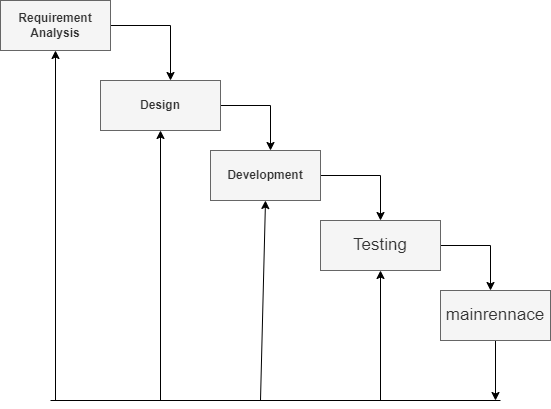 Requirement
Analysis
Design
Development
Testing
mainrennace